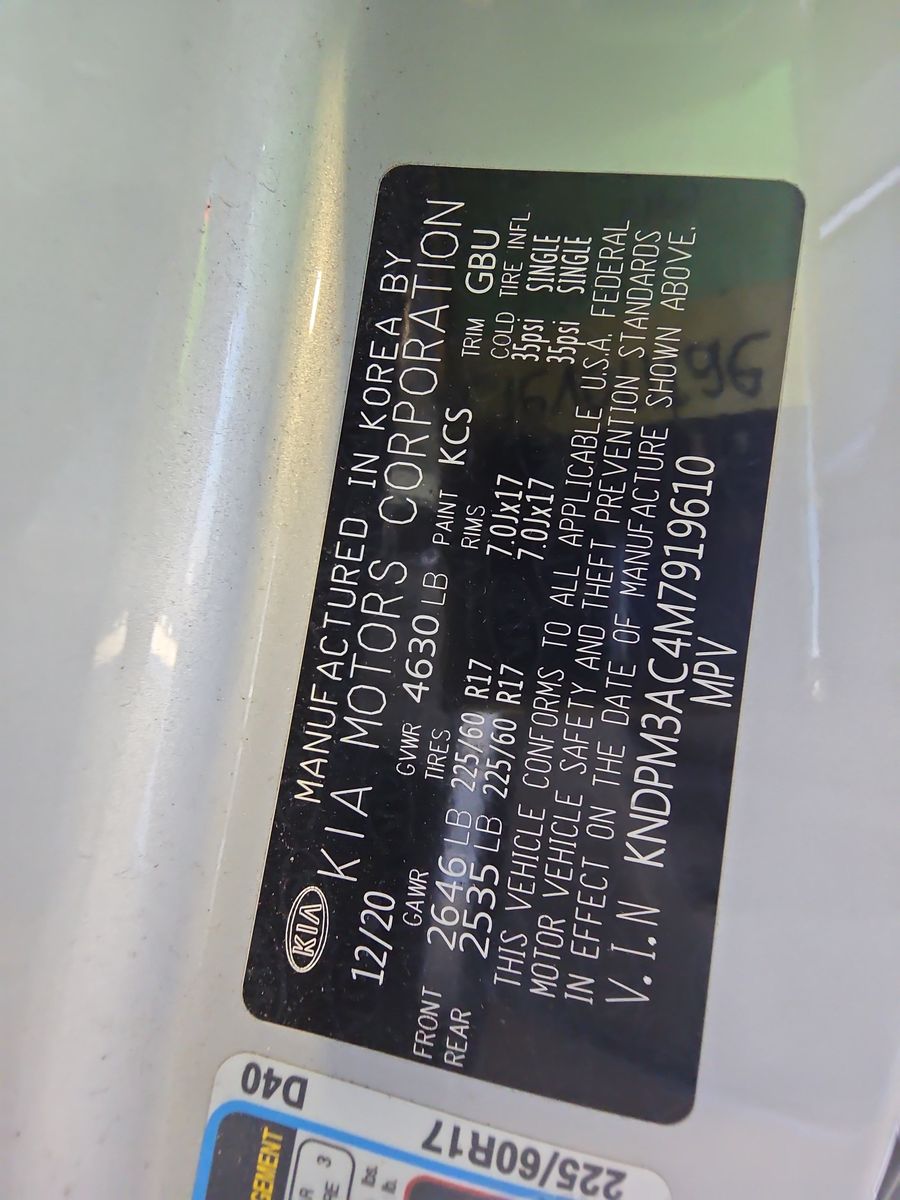 KIA
MANUFACTURED IN KOREA BY
KIA MOTORS CORPORATION
12/20
GVWR 4630 LB PAINT KCS TRIM GBU
GAWR TIRES RIMS COLD TIRE INFL.
FRONT 2646 LB 225/60 R17 7.0Jx17 35psi SINGLE
REAR 2535 LB 225/60 R17 7.0Jx17 35psi SINGLE
THIS VEHICLE CONFORMS TO ALL APPLICABLE U.S.A. FEDERAL
MOTOR VEHICLE SAFETY AND THEFT PREVENTION STANDARDS
IN EFFECT ON THE DATE OF MANUFACTURE SHOWN ABOVE.
V.I.N KNDPM3AC4M7919610
MPV
D40
225/60R17